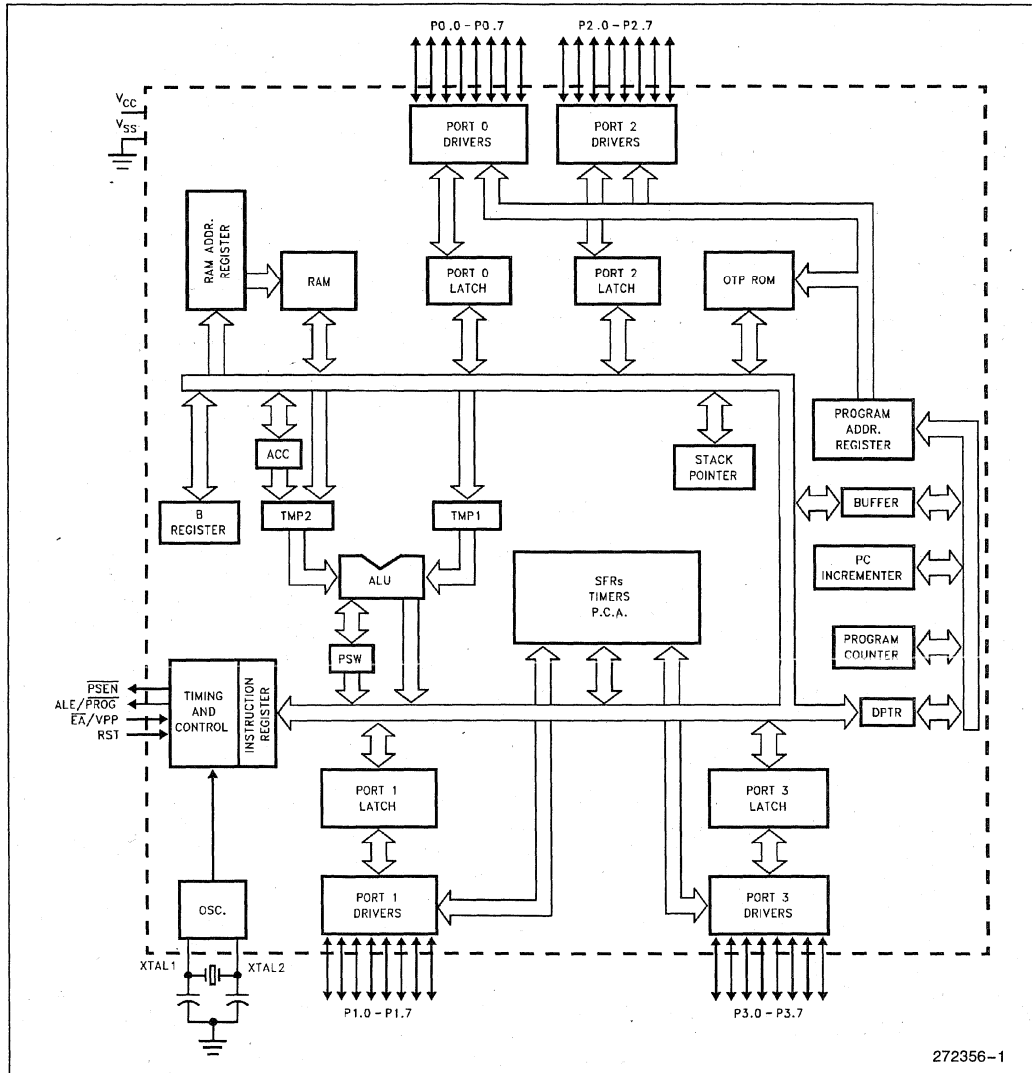 P0.0 – P0.7
P2.0 – P2.7
VCC
VSS
PORT 0
DRIVERS
PORT 2
DRIVERS
RAM ADDR.
REGISTER
RAM
PORT 0
LATCH
PORT 2
LATCH
OTP ROM
PROGRAM
ADDR.
REGISTER
ACC
STACK
POINTER
B
REGISTER
TMP2
TMP1
BUFFER
ALU
SFRs
TIMERS
P.C.A.
PC
INCREMENTER
PSW
PROGRAM
COUNTER
PSEN
ALE/PROG
EA/VPP
RST
TIMING
AND
CONTROL
INSTRUCTION
REGISTER
DPTR
PORT 1
LATCH
PORT 3
LATCH
OSC.
PORT 1
DRIVERS
PORT 3
DRIVERS
XTAL1
XTAL2
P1.0 – P1.7
P3.0 – P3.7
272356–1